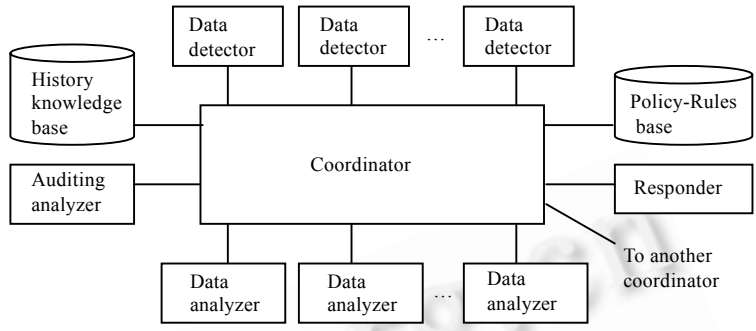 Data
detector
Data
detector
...
Data
detector
History
knowledge
base
Policy-Rules
base
Coordinator
Auditing
analyzer
Responder
To another
coordinator
Data
analyzer
Data
analyzer
...
Data
analyzer